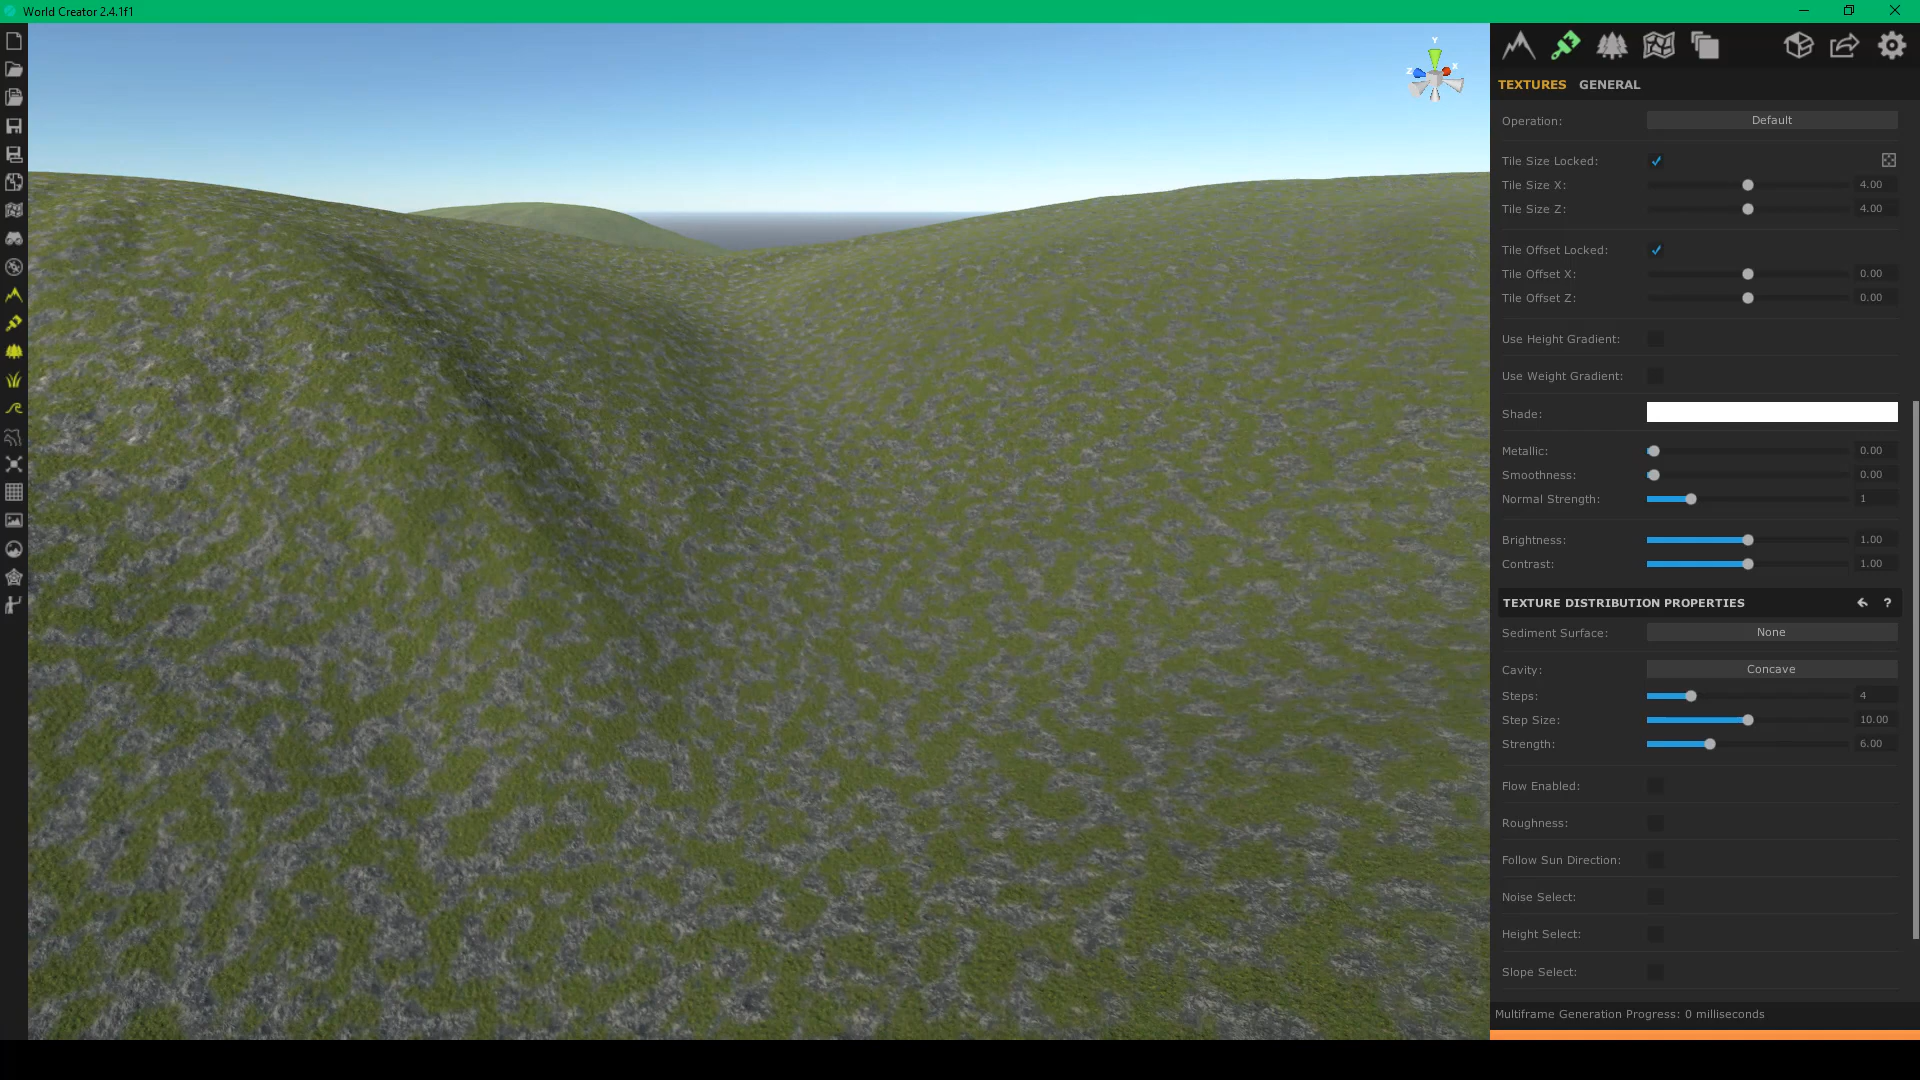 World Creator 2.4.1f1
Y
Z
X
TEXTURES GENERAL
Operation: Default
Tile Size Locked:
Tile Size X: 4.00
Tile Size Z: 4.00
Tile Offset Locked:
Tile Offset X: 0.00
Tile Offset Z: 0.00
Use Height Gradient:
Use Weight Gradient:
Shade:
Metallic: 0.00
Smoothness: 0.00
Normal Strength: 1
Brightness: 1.00
Contrast: 1.00
TEXTURE DISTRIBUTION PROPERTIES ?
Sediment Surface: None
Cavity: Concave
Steps: 4
Step Size: 10.00
Strength: 6.00
Flow Enabled:
Roughness:
Follow Sun Direction:
Noise Select:
Height Select:
Slope Select:
Multiframe Generation Progress: 0 milliseconds